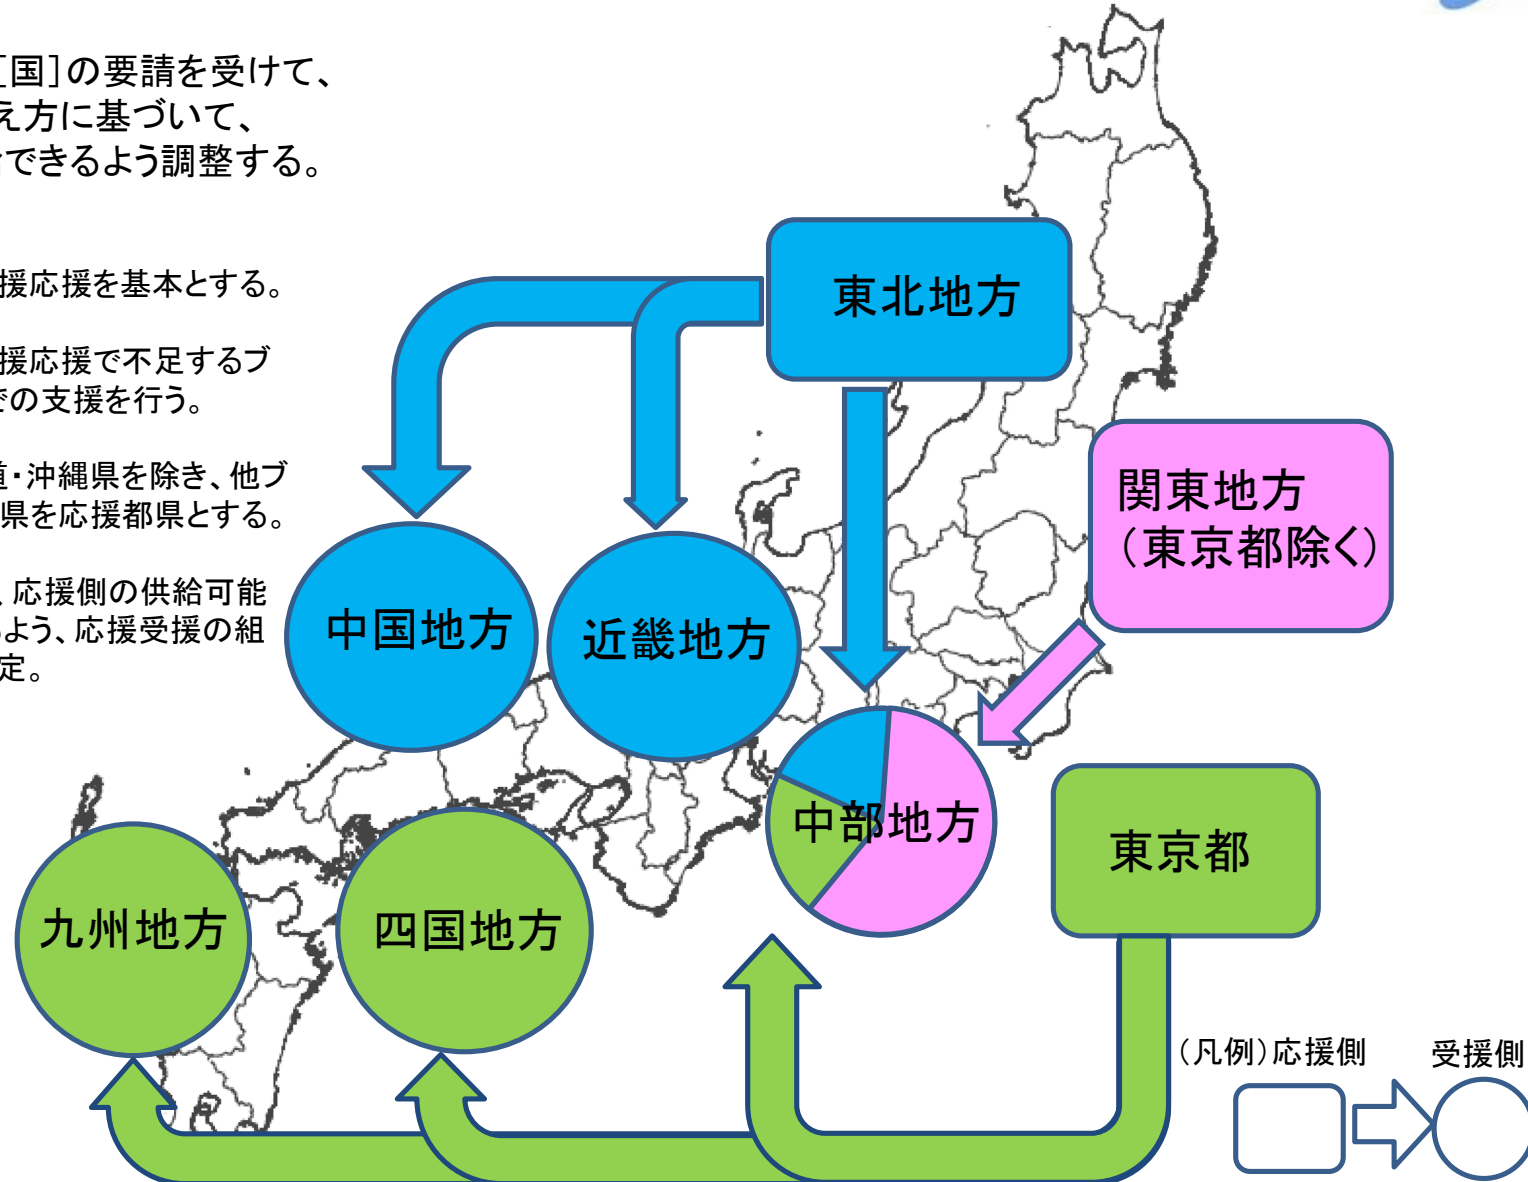 ［国］の要請を受けて、
え方に基づいて、
できるよう調整する。
援応援を基本とする。
援応援で不足するブ
での支援を行う。
道・沖縄県を除き、他ブ
県を応援都県とする。
、応援側の供給可能
るよう、応援受援の組
定。
東北地方
関東地方
（東京都除く）
中国地方
近畿地方
中部地方
東京都
九州地方
四国地方
（凡例）応援側
受援側